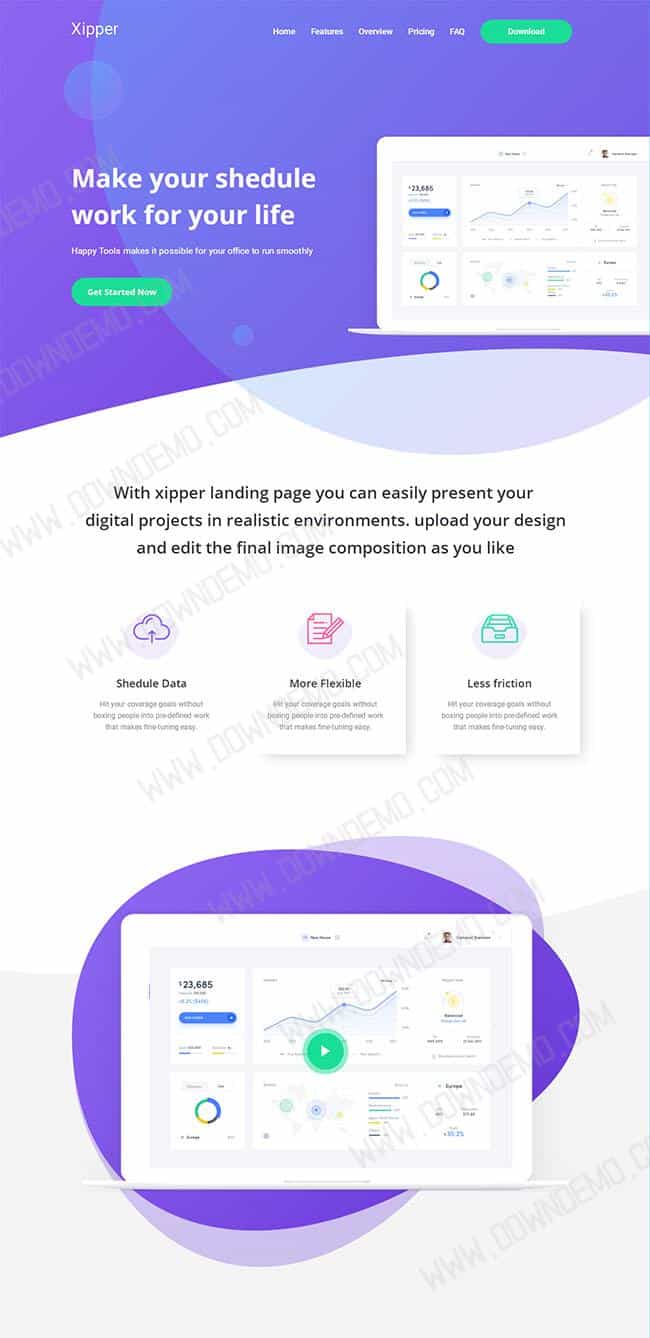 Xipper
Home Features Overview Pricing FAQ Download
Make your shedule
work for your life
Happy Tools makes it possible for your office to run smoothly
Get Started Now
$23,685
Europe
With xipper landing page you can easily present your
digital projects in realistic environments. upload your design
and edit the final image composition as you like
Shedule Data
Hit your coverage goals without
boxing people into pre-defined work
that makes fine-tuning easy.
More Flexible
Hit your coverage goals without
boxing people into pre-defined work
that makes fine-tuning easy.
Less friction
Hit your coverage goals without
boxing people into pre-defined work
that makes fine-tuning easy.
$23,685
Balanced
Europe
Europe
WWW.DOWNDEMO.COM